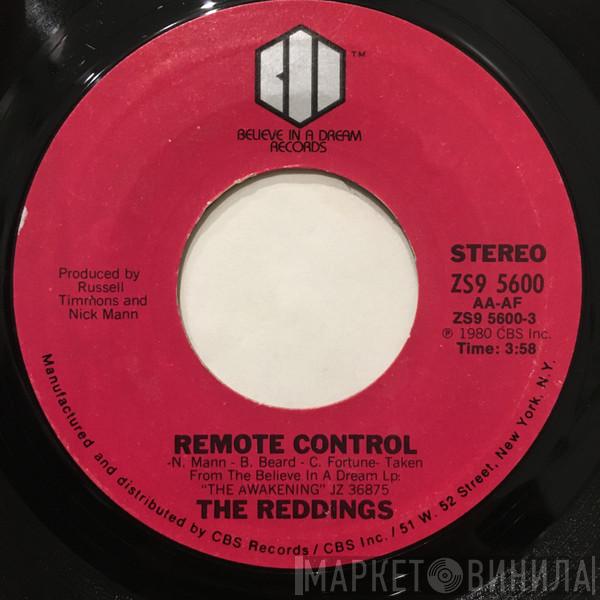 BID
™
BELIEVE IN A DREAM
RECORDS
STEREO
ZS9 5600
AA-AF
ZS9 5600-3
℗ 1980 CBS Inc.
Time: 3:58
Produced by
Russell
Timmons and
Nick Mann
REMOTE CONTROL
-N. Mann - B. Beard - C. Fortune- Taken
From The Believe In A Dream Lp:
"THE AWAKENING" JZ 36875
THE REDDINGS
Manufactured and distributed by CBS Records / CBS Inc. / 51 W. 52 Street, New York, N.Y.
МАРКЕТ ВИНИЛА